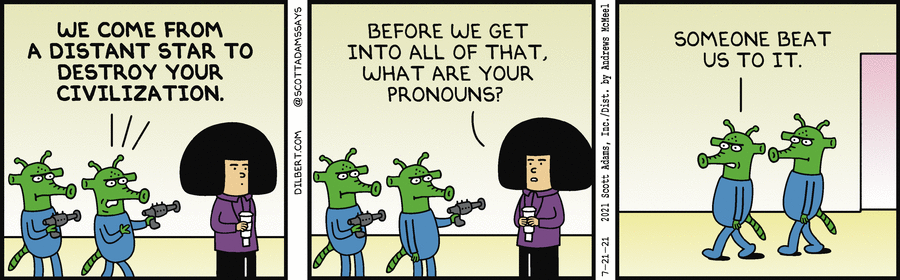 WE COME FROM
A DISTANT STAR TO
DESTROY YOUR
CIVILIZATION.
DILBERT.COM @SCOTTADAMSSAYS
BEFORE WE GET
INTO ALL OF THAT,
WHAT ARE YOUR
PRONOUNS?
7-21-21 2021 Scott Adams, Inc./Dist. by Andrews McMeel
SOMEONE BEAT
US TO IT.